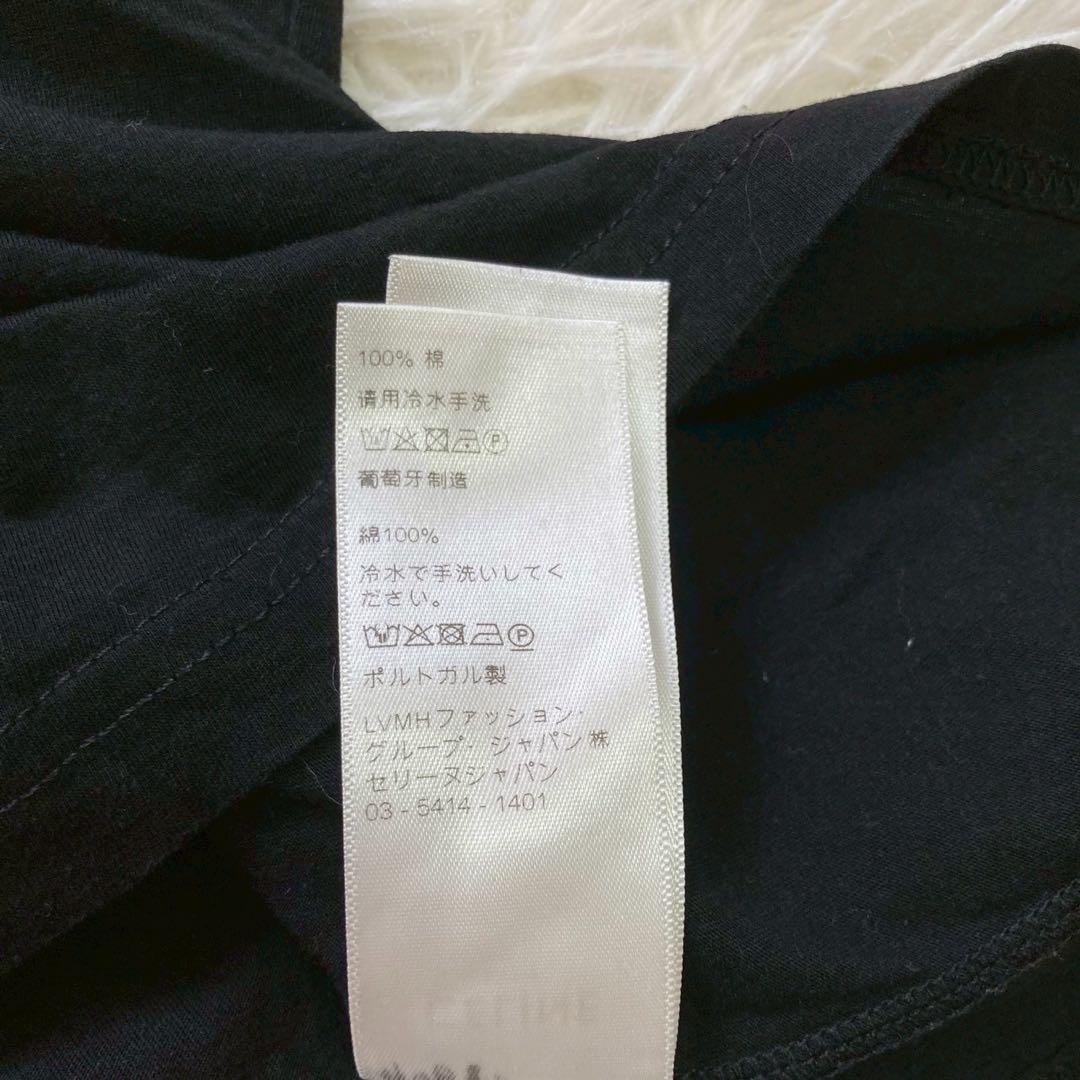 100% 棉
请用冷水手洗
P
葡萄牙制造
綿100%
冷水で手洗いしてく
ださい。
P
ポルトガル製
LVMHファッション・
グループ・ジャパン㈱
セリーヌジャパン
03 - 5414 - 1401